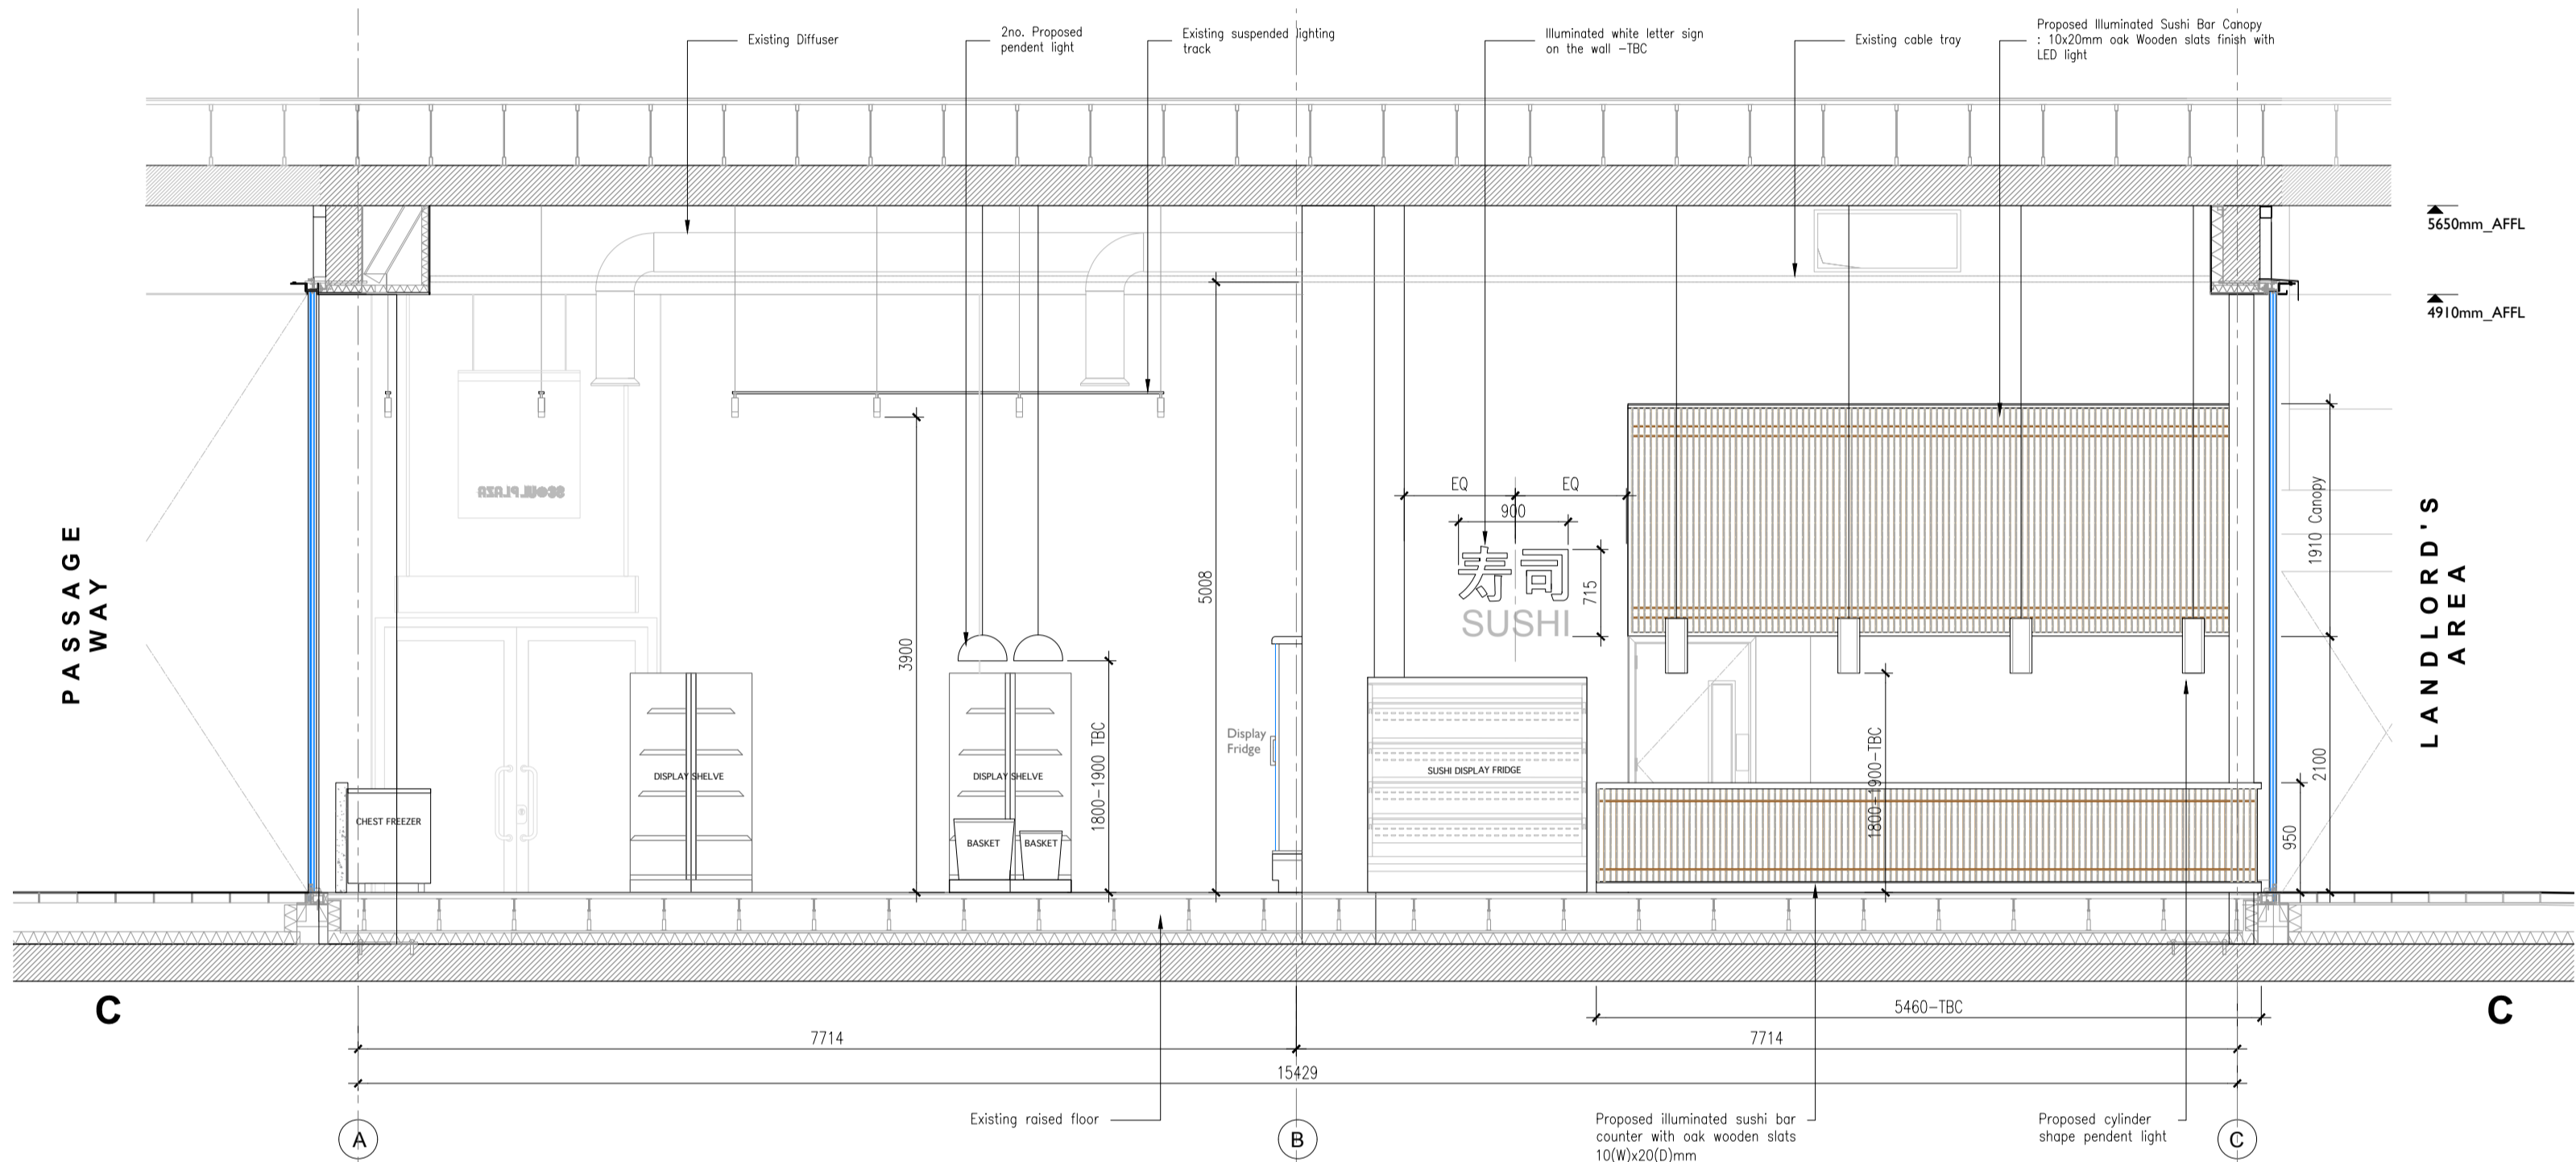 Existing Diffuser
2no. Proposed
pendent light
Existing suspended lighting
track
Illuminated white letter sign
on the wall -TBC
Existing cable tray
Proposed Illuminated Sushi Bar Canopy
: 10x20mm oak Wooden slats finish with
LED light
5650mm_AFFL
4910mm_AFFL
PASSAGE
WAY
SEOUL PLAZA
3900
1800-1900 TBC
5008
EQ
EQ
900
寿司
SUSHI
715
1910 Canopy
2100
950
1800-1900-TBC
LANDLORD'S
AREA
Display
Fridge
DISPLAY SHELVE
DISPLAY SHELVE
SUSHI DISPLAY FRIDGE
CHEST FREEZER
BASKET
BASKET
C
C
5460-TBC
7714
7714
15429
Existing raised floor
Proposed illuminated sushi bar
counter with oak wooden slats
10(W)x20(D)mm
Proposed cylinder
shape pendent light
A
B
C